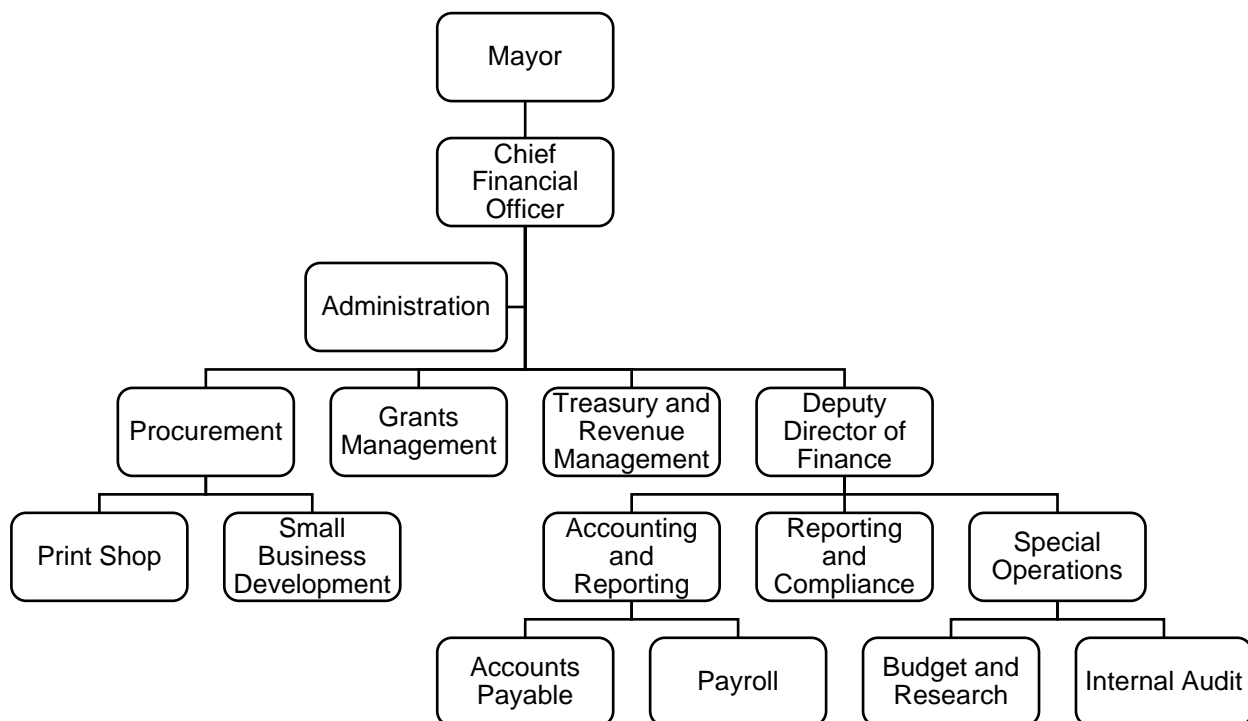 Mayor
Chief
Financial
Officer
Administration
Procurement
Grants
Management
Treasury and
Revenue
Management
Deputy
Director of
Finance
Print Shop
Small
Business
Development
Accounting
and
Reporting
Reporting
and
Compliance
Special
Operations
Accounts
Payable
Payroll
Budget and
Research
Internal Audit